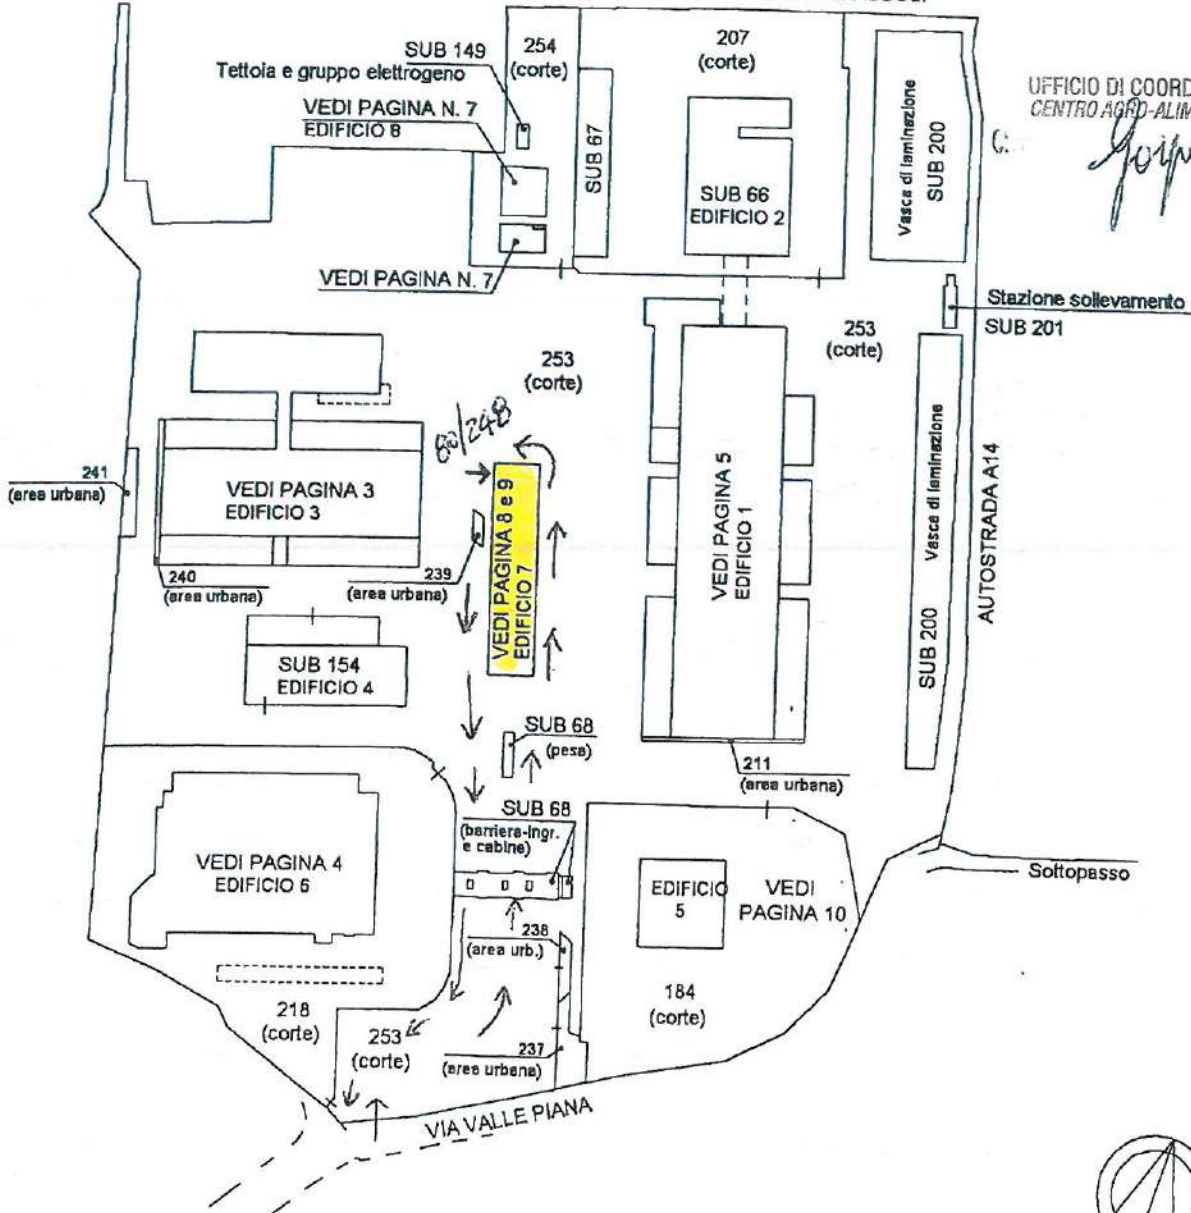 SUB 149
Tettoia e gruppo elettrogeno
254
(corte)
207
(corte)
VEDI PAGINA N. 7
EDIFICIO 8
SUB 67
SUB 66
EDIFICIO 2
Vasca di laminazione
SUB 200
UFFICIO DI COORD
CENTRO AGRO-ALIM
VEDI PAGINA N. 7
Stazione sollevamento
SUB 201
253
(corte)
253
(corte)
80/248
241
(area urbana)
VEDI PAGINA 3
EDIFICIO 3
VEDI PAGINA 8 e 9
EDIFICIO 7
VEDI PAGINA 5
EDIFICIO 1
Vasca di laminazione
SUB 200
AUTOSTRADA A14
240
(area urbana)
239
(area urbana)
SUB 154
EDIFICIO 4
SUB 68
(pesa)
211
(area urbana)
SUB 68
(barriera-ingr.
e cabine)
VEDI PAGINA 4
EDIFICIO 6
EDIFICIO
5
VEDI
PAGINA 10
Sottopasso
238
(area urb.)
218
(corte)
253
(corte)
184
(corte)
237
(area urbana)
VIA VALLE PIANA